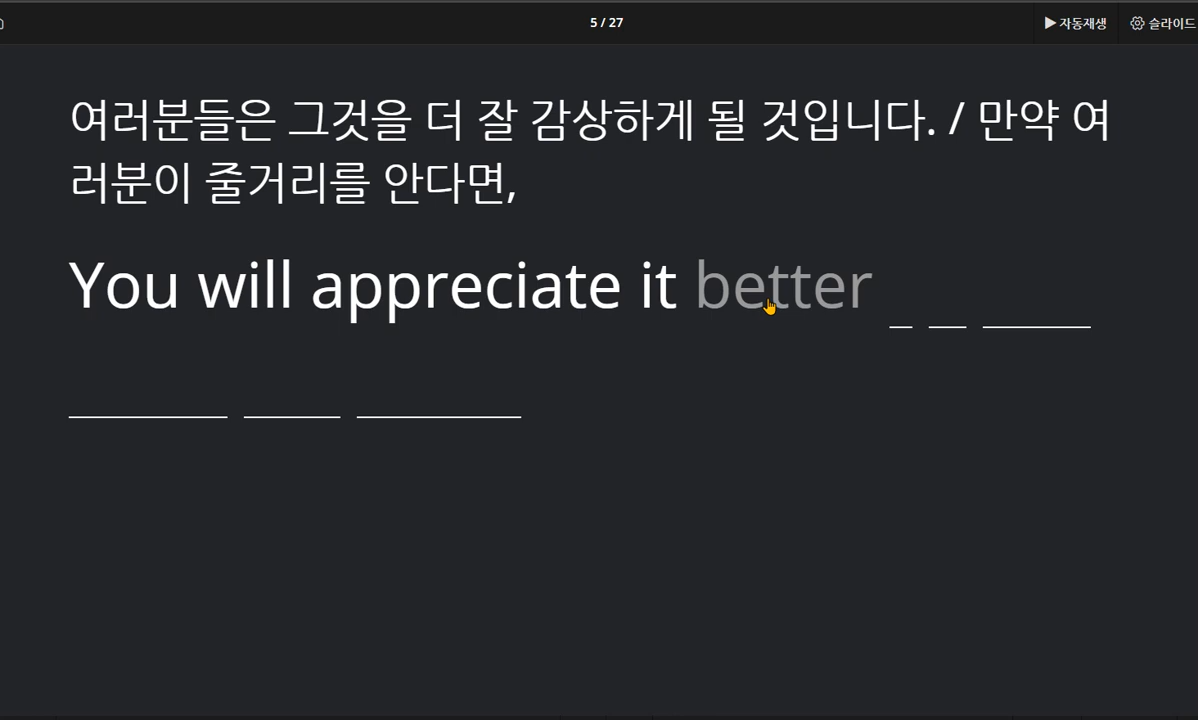 5 / 27
▶ 자동재생
슬라이드
여러분들은 그것을 더 잘 감상하게 될 것입니다. / 만약 여
러분이 줄거리를 안다면,
You will appreciate it better